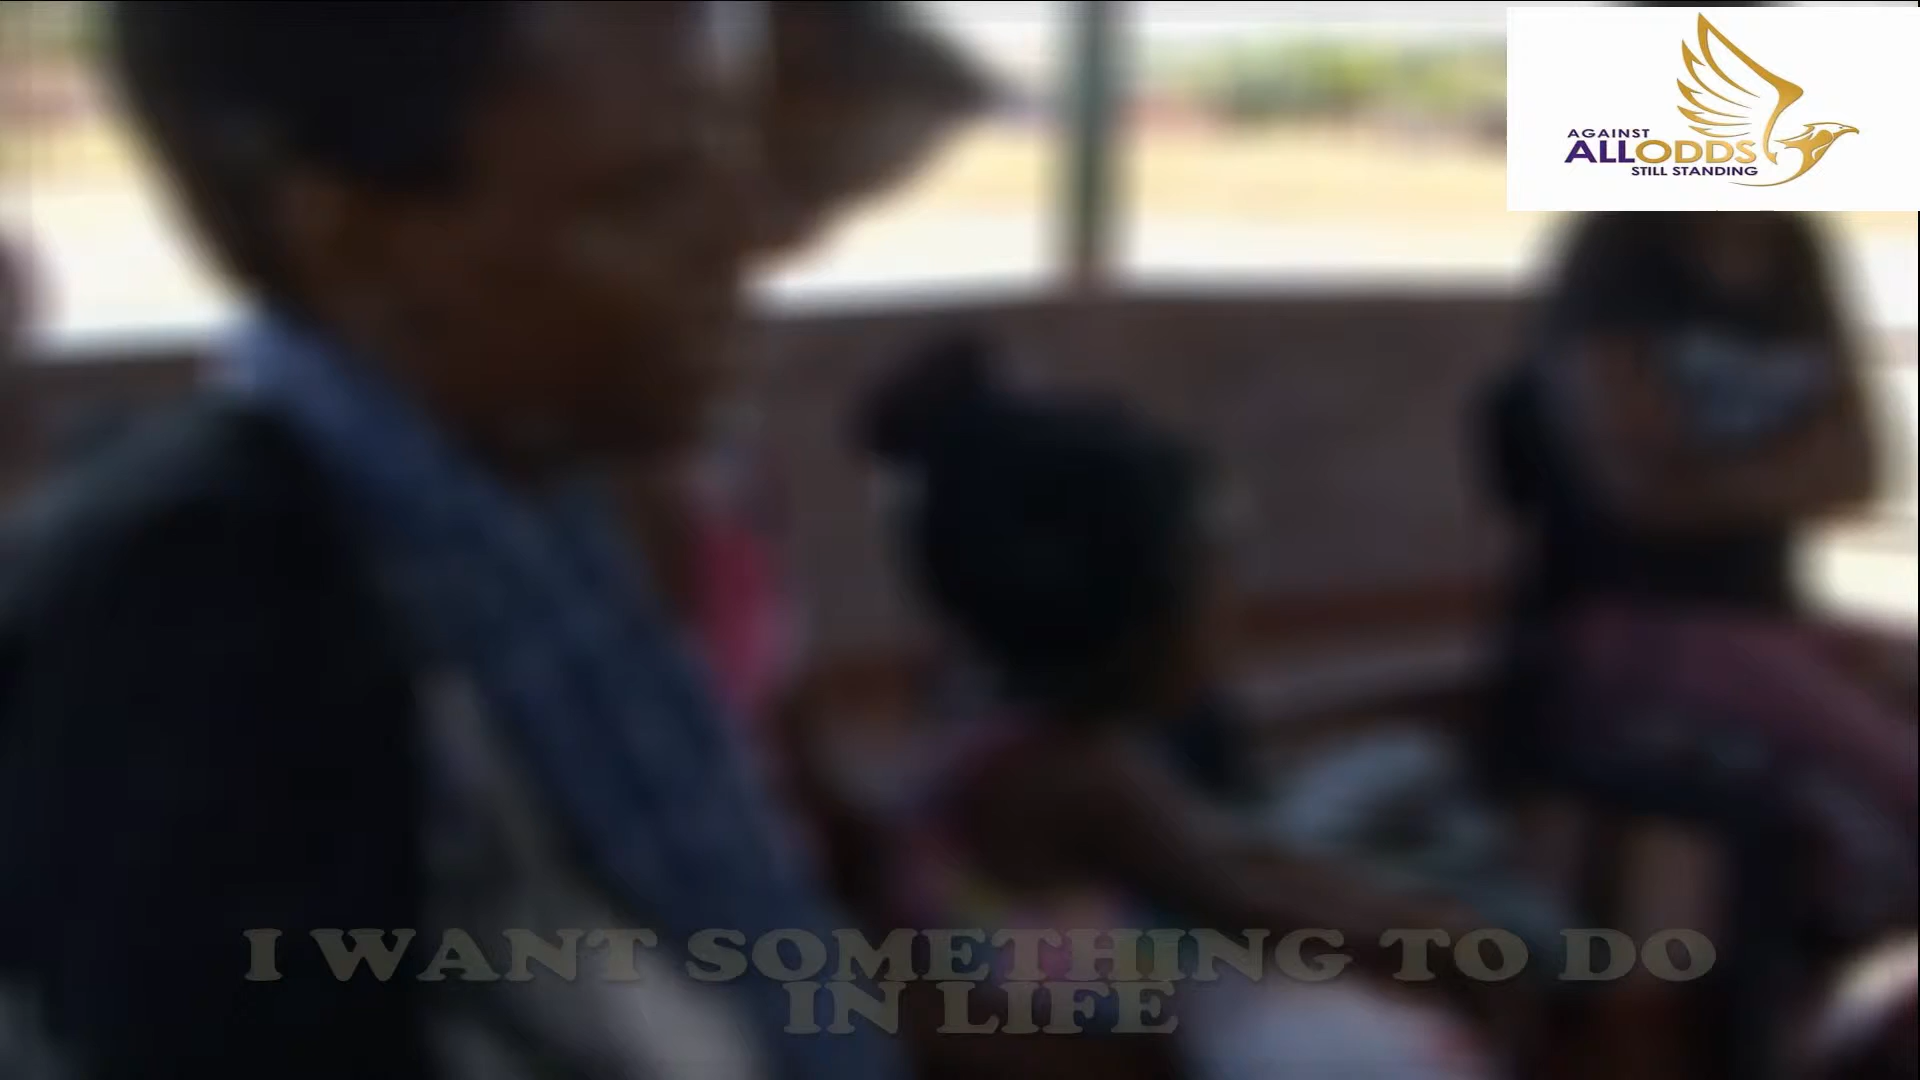 AGAINST
ALLODDS
STILL STANDING
I WANT SOMETHING TO DO
IN LIFE